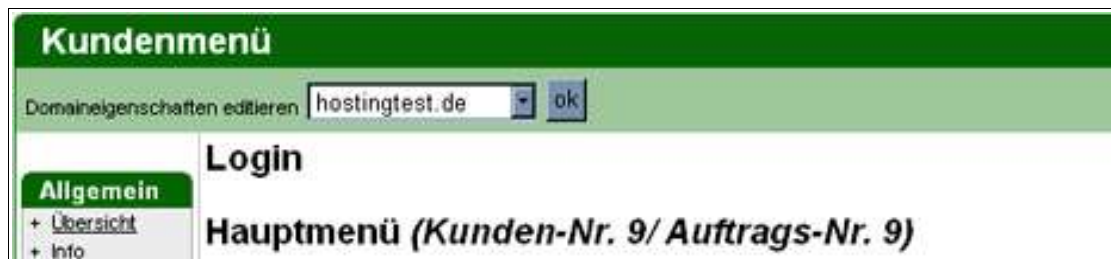 Kundenmenü
Domaineigenschaften editieren hostingtest.de ok
Login
Allgemein
+ Übersicht
Hauptmenü (Kunden-Nr. 9/ Auftrags-Nr. 9)
+ Info